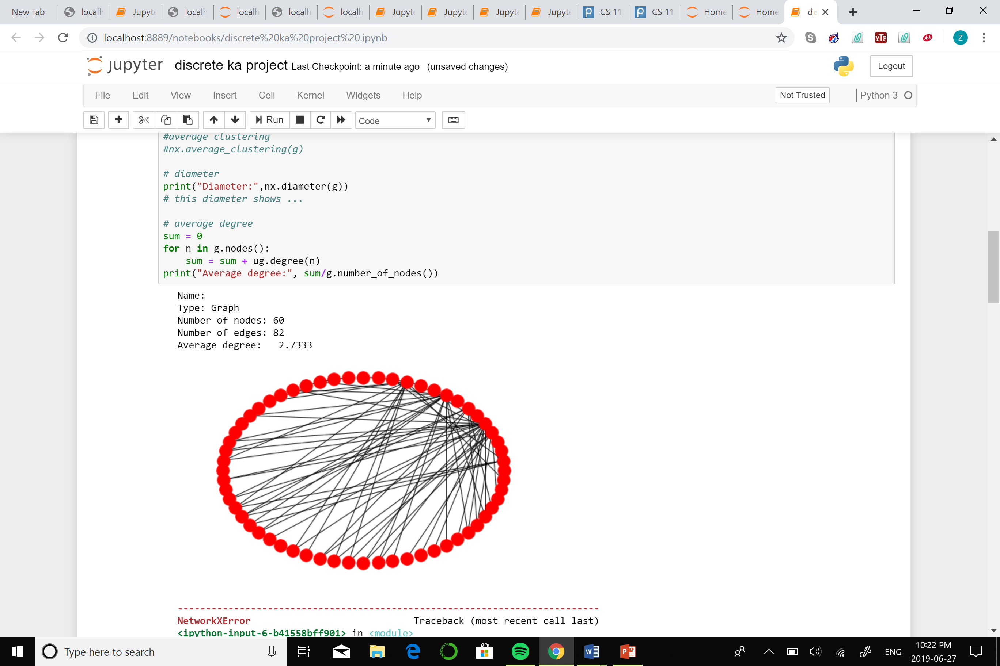 New Tab localh Jupyte localh localh localh localh Jupyte Jupyte Jupyte Jupyte CS 11 CS 11 Home Home di
localhost:8889/notebooks/discrete%20ka%20project%20.ipynb
S YTF Ask Z
jupyter discrete ka project Last Checkpoint: a minute ago (unsaved changes) Logout
File Edit View Insert Cell Kernel Widgets Help Not Trusted Python 3
Run Code
#average clustering
#nx.average_clustering(g)
# diameter
print("Diameter:",nx.diameter(g))
# this diameter shows ...
# average degree
sum = 0
for n in g.nodes():
    sum = sum + ug.degree(n)
print("Average degree:", sum/g.number_of_nodes())
Name:
Type: Graph
Number of nodes: 60
Number of edges: 82
Average degree:   2.7333
---------------------------------------------------------------------------
NetworkXError Traceback (most recent call last)
<ipython-input-6-b41558bff901> in <module>
Type here to search ENG 10:22 PM
2019-06-27